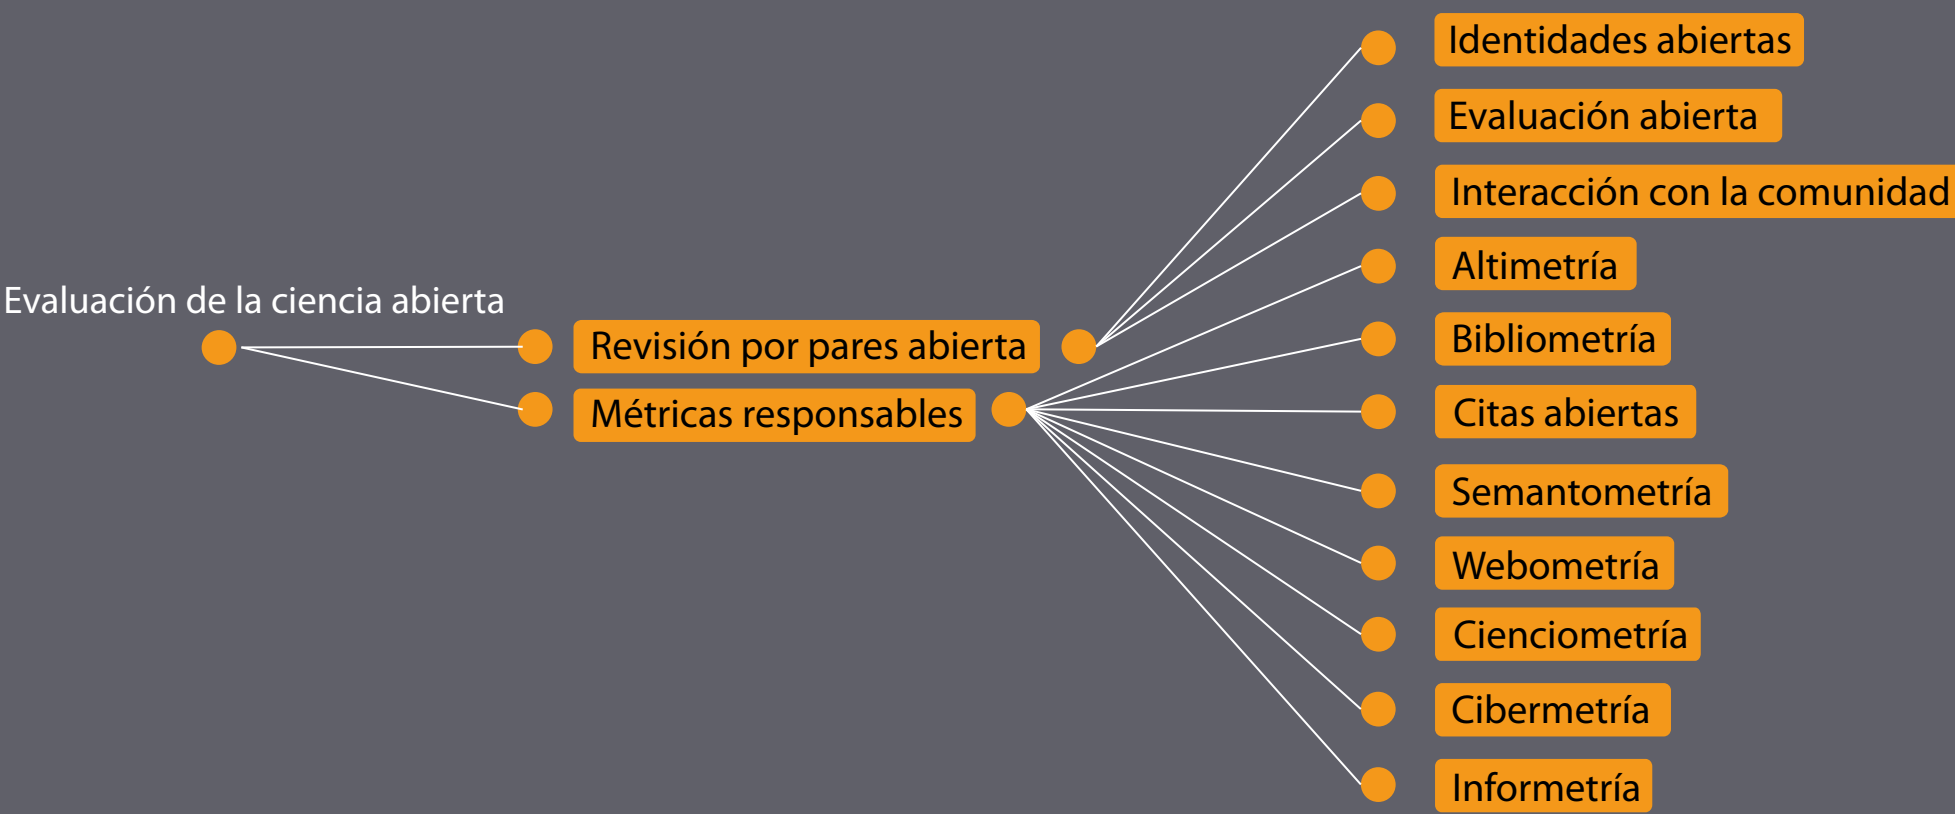 Evaluación de la ciencia abierta
Revisión por pares abierta
Métricas responsables
Identidades abiertas
Evaluación abierta
Interacción con la comunidad
Altimetría
Bibliometría
Citas abiertas
Semantometría
Webometría
Cienciometría
Cibermetría
Informetría